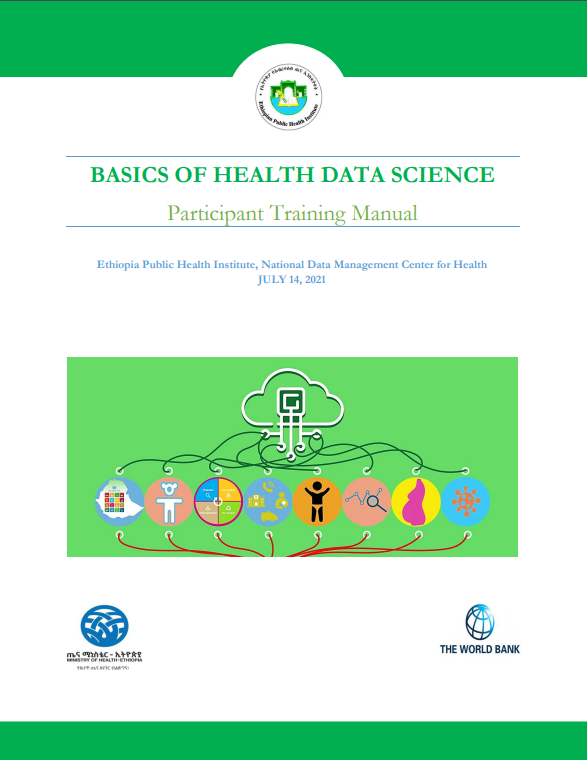 Ethiopian Public Health Institute
BASICS OF HEALTH DATA SCIENCE
Participant Training Manual
Ethiopia Public Health Institute, National Data Management Center for Health
JULY 14, 2021
ጤና ሚኒስቴር - ኢትዮጵያ
MINISTRY OF HEALTH-ETHIOPIA
THE WORLD BANK